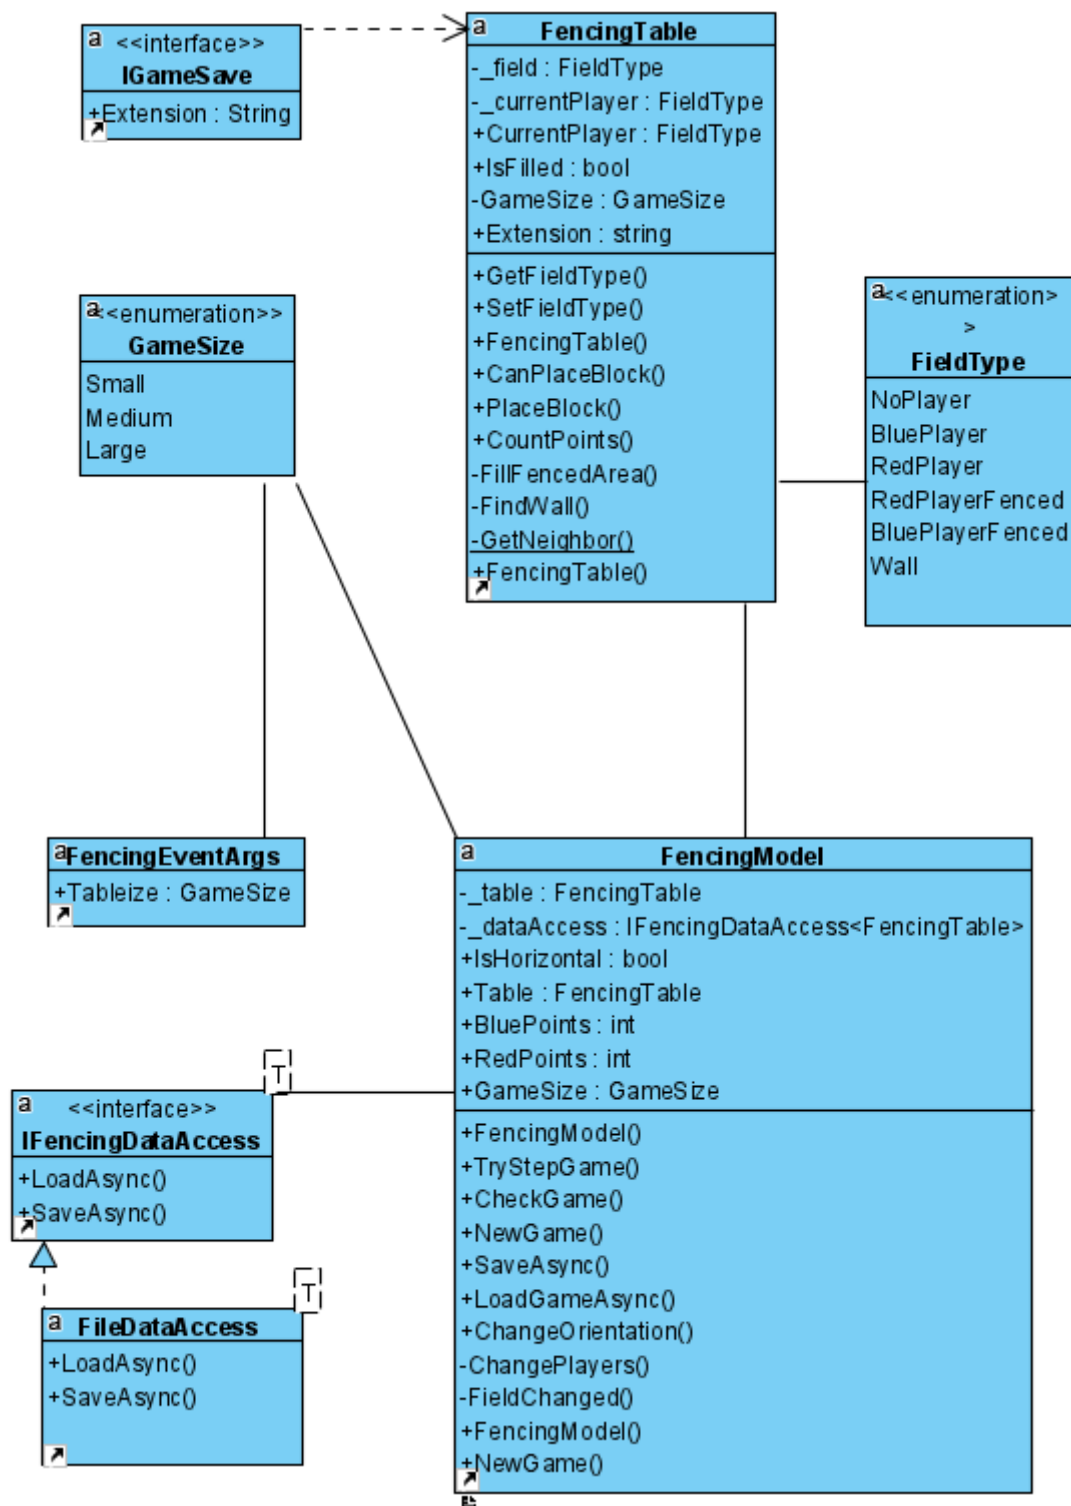 a
<<interface>>
IGameSave
+Extension : String
a
FencingTable
-_field : FieldType
-_currentPlayer : FieldType
+CurrentPlayer : FieldType
+IsFilled : bool
-GameSize : GameSize
+Extension : string
+GetFieldType()
+SetFieldType()
+FencingTable()
+CanPlaceBlock()
+PlaceBlock()
+CountPoints()
-FillFencedArea()
-FindWall()
-GetNeighbor()
+FencingTable()
a
<<enumeration>>
GameSize
Small
Medium
Large
a
<<enumeration>
>
FieldType
NoPlayer
BluePlayer
RedPlayer
RedPlayerFenced
BluePlayerFenced
Wall
a
FencingEventArgs
+Tableize : GameSize
a
FencingModel
-_table : FencingTable
-_dataAccess : IFencingDataAccess<FencingTable>
+IsHorizontal : bool
+Table : FencingTable
+BluePoints : int
+RedPoints : int
+GameSize : GameSize
+FencingModel()
+TryStepGame()
+CheckGame()
+NewGame()
+SaveAsync()
+LoadGameAsync()
+ChangeOrientation()
-ChangePlayers()
-FieldChanged()
+FencingModel()
+NewGame()
T
a
<<interface>>
IFencingDataAccess
+LoadAsync()
+SaveAsync()
T
a
FileDataAccess
+LoadAsync()
+SaveAsync()